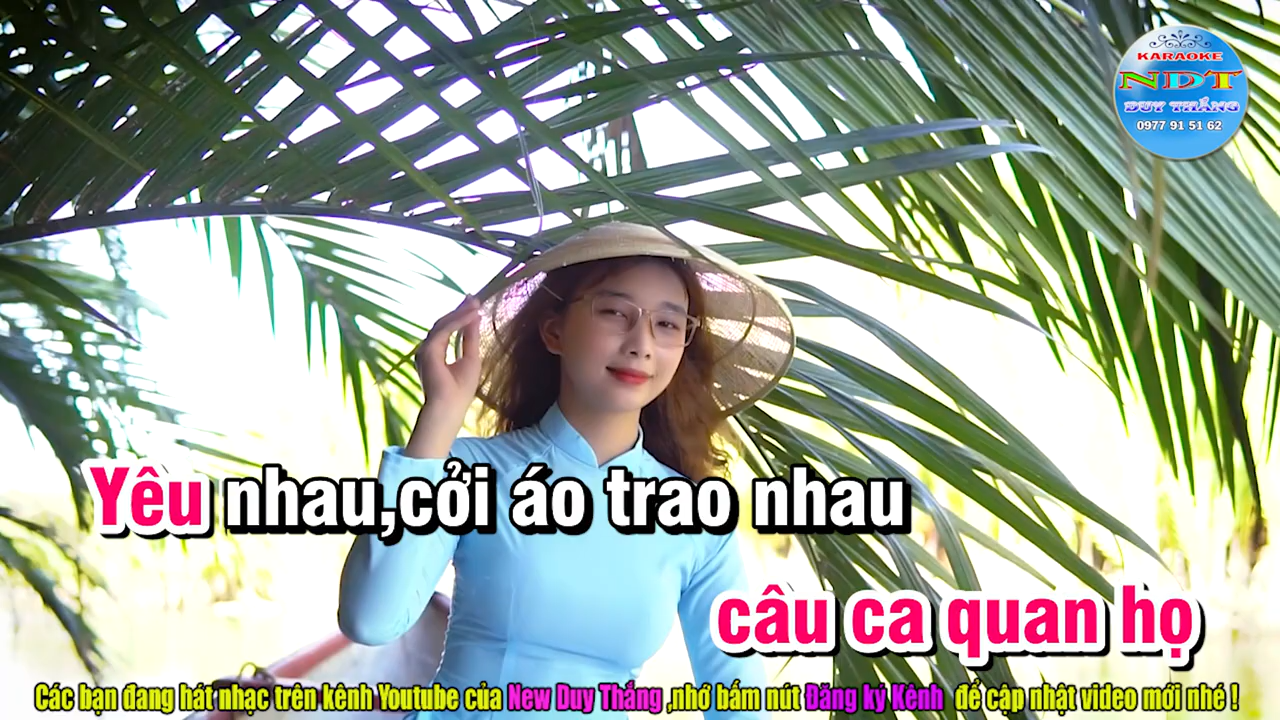 KARAOKE
NDT
DUY THẮNG
0977 91 51 62
Yêu nhau,cởi áo trao nhau
câu ca quan họ
Các bạn đang hát nhạc trên kênh Youtube của New Duy Thắng ,nhớ bấm nút Đăng ký Kênh để cập nhật video mới nhé !